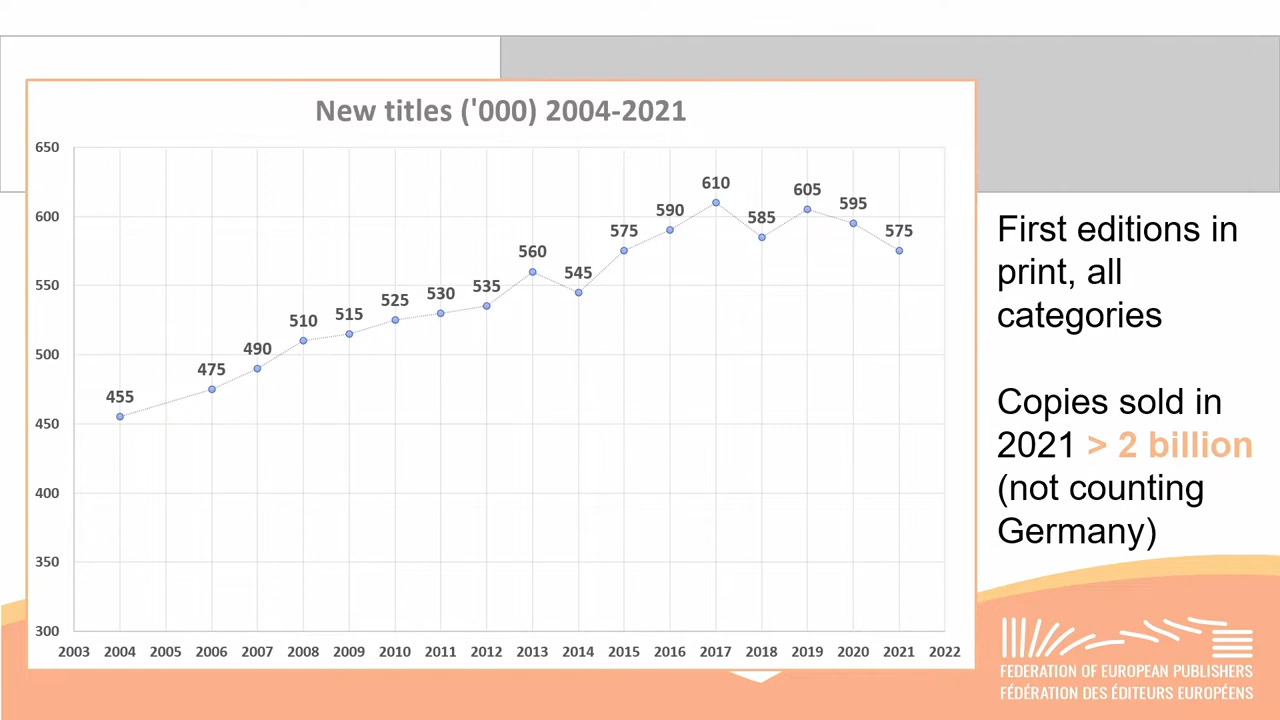 New titles ('000) 2004-2021
650
600
550
500
450
400
350
300
455
475
490
510
515
525
530
535
560
545
575
590
610
585
605
595
575
2003 2004 2005 2006 2007 2008 2009 2010 2011 2012 2013 2014 2015 2016 2017 2018 2019 2020 2021 2022
First editions in
print, all
categories
Copies sold in
2021 > 2 billion
(not counting
Germany)
FEDERATION OF EUROPEAN PUBLISHERS
FÉDÉRATION DES ÉDITEURS EUROPÉENS